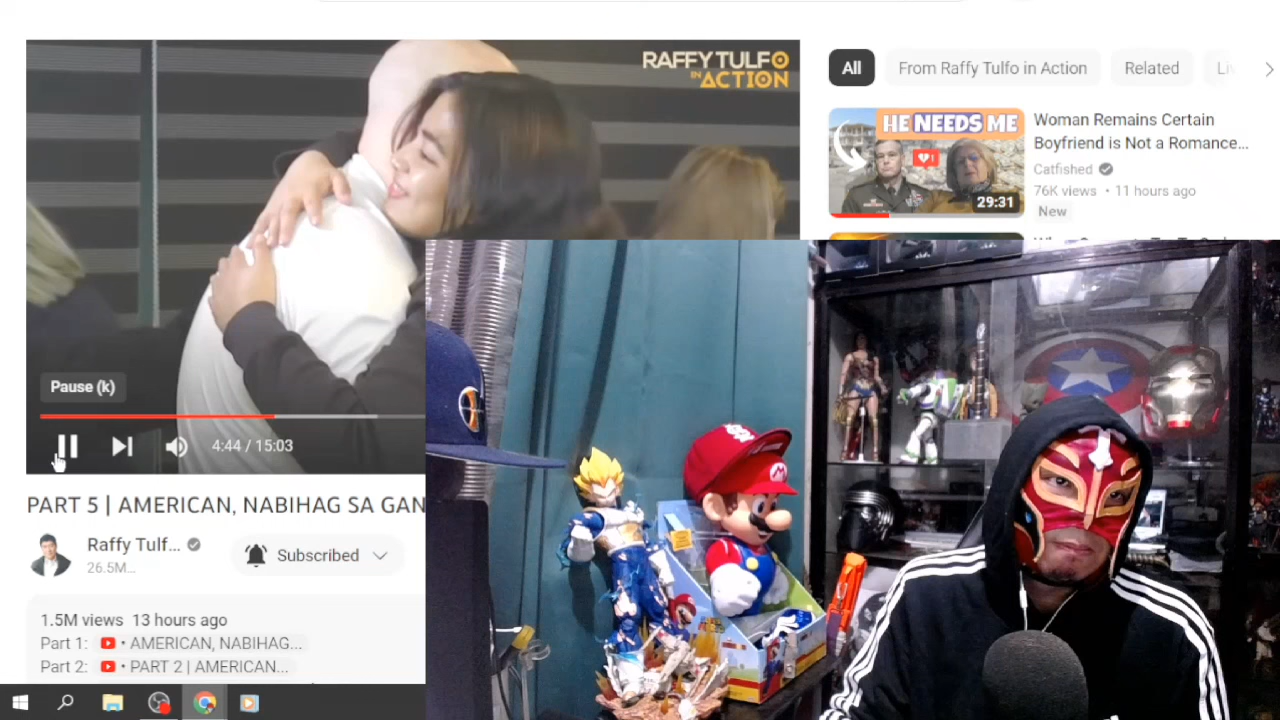 RAFFY TULFO
IN ACTION
Pause (k)
4:44 / 15:03
PART 5 | AMERICAN, NABIHAG SA GAN
Raffy Tulf...
26.5M...
Subscribed
1.5M views 13 hours ago
Part 1: • AMERICAN, NABIHAG...
Part 2: • PART 2 | AMERICAN...
All
From Raffy Tulfo in Action
Related
HE NEEDS ME
29:31
Woman Remains Certain
Boyfriend is Not a Romance...
Catfished
76K views • 11 hours ago
New